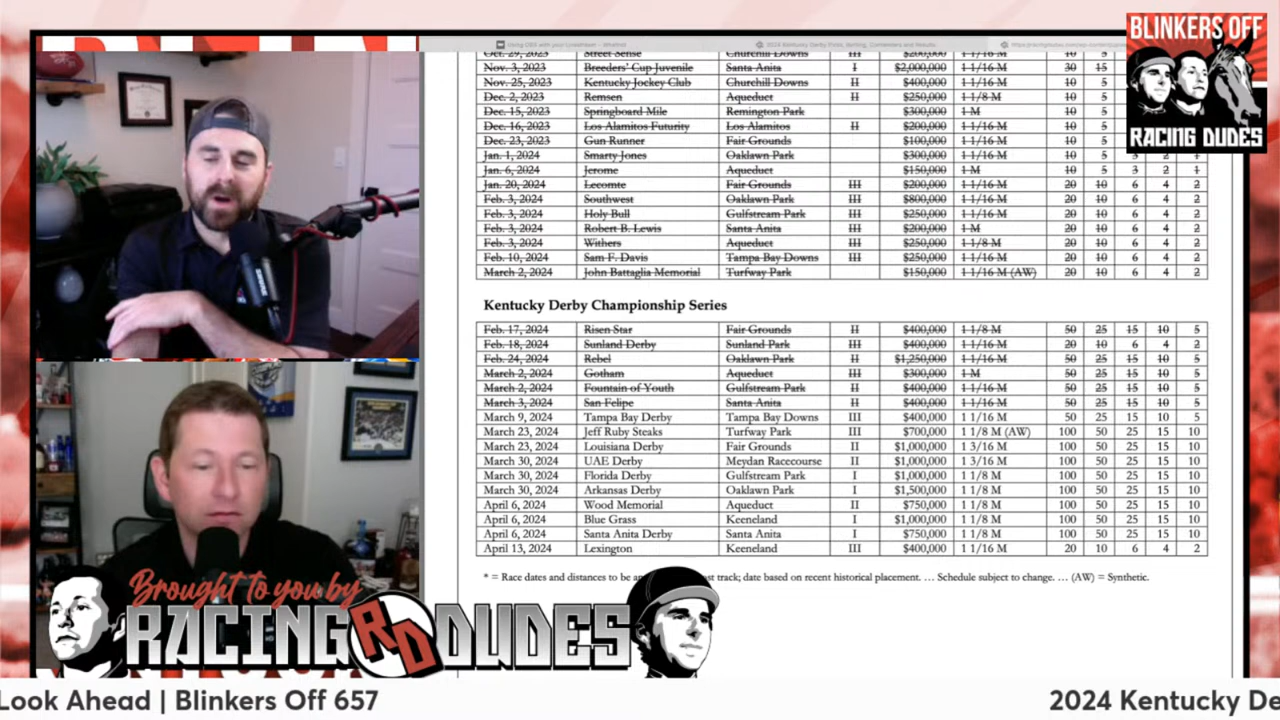 BLINKERS OFF
RACING DUDES
Oct. 29, 2023 Street Sense Churchill Downs III $200,000 1 1/16 M 10 5
Nov. 3, 2023 Breeders' Cup Juvenile Santa Anita I $2,000,000 1 1/16 M 30 15
Nov. 25, 2023 Kentucky Jockey Club Churchill Downs II $400,000 1 1/16 M 10 5
Dec. 2, 2023 Remsen Aqueduct II $250,000 1 1/8 M 10 5
Dec. 15, 2023 Springboard Mile Remington Park $300,000 1 M 10 5
Dec. 16, 2023 Los Alamitos Futurity Los Alamitos II $200,000 1 1/16 M 10 5
Dec. 23, 2023 Gun Runner Fair Grounds $100,000 1 1/16 M 10 5
Jan. 1, 2024 Smarty Jones Oaklawn Park $300,000 1 1/16 M 10 5 3 2 1
Jan. 6, 2024 Jerome Aqueduct $150,000 1 M 10 5 3 2 1
Jan. 20, 2024 Lecomte Fair Grounds III $200,000 1 1/16 M 20 10 6 4 2
Feb. 3, 2024 Southwest Oaklawn Park III $800,000 1 1/16 M 20 10 6 4 2
Feb. 3, 2024 Holy Bull Gulfstream Park III $250,000 1 1/16 M 20 10 6 4 2
Feb. 3, 2024 Robert B. Lewis Santa Anita III $200,000 1 M 20 10 6 4 2
Feb. 3, 2024 Withers Aqueduct III $250,000 1 1/8 M 20 10 6 4 2
Feb. 10, 2024 Sam F. Davis Tampa Bay Downs III $250,000 1 1/16 M 20 10 6 4 2
March 2, 2024 John Battaglia Memorial Turfway Park $150,000 1 1/16 M (AW) 20 10 6 4 2
Kentucky Derby Championship Series
Feb. 17, 2024 Risen Star Fair Grounds II $400,000 1 1/8 M 50 25 15 10 5
Feb. 18, 2024 Sunland Derby Sunland Park III $400,000 1 1/16 M 20 10 6 4 2
Feb. 24, 2024 Rebel Oaklawn Park II $1,250,000 1 1/16 M 50 25 15 10 5
March 2, 2024 Gotham Aqueduct III $300,000 1 M 50 25 15 10 5
March 2, 2024 Fountain of Youth Gulfstream Park II $400,000 1 1/16 M 50 25 15 10 5
March 3, 2024 San Felipe Santa Anita II $400,000 1 1/16 M 50 25 15 10 5
March 9, 2024 Tampa Bay Derby Tampa Bay Downs III $400,000 1 1/16 M 50 25 15 10 5
March 23, 2024 Jeff Ruby Steaks Turfway Park III $700,000 1 1/8 M (AW) 100 50 25 15 10
March 23, 2024 Louisiana Derby Fair Grounds II $1,000,000 1 3/16 M 100 50 25 15 10
March 30, 2024 UAE Derby Meydan Racecourse II $1,000,000 1 3/16 M 100 50 25 15 10
March 30, 2024 Florida Derby Gulfstream Park I $1,000,000 1 1/8 M 100 50 25 15 10
March 30, 2024 Arkansas Derby Oaklawn Park I $1,500,000 1 1/8 M 100 50 25 15 10
April 6, 2024 Wood Memorial Aqueduct II $750,000 1 1/8 M 100 50 25 15 10
April 6, 2024 Blue Grass Keeneland I $1,000,000 1 1/8 M 100 50 25 15 10
April 6, 2024 Santa Anita Derby Santa Anita I $750,000 1 1/8 M 100 50 25 15 10
April 13, 2024 Lexington Keeneland III $400,000 1 1/16 M 20 10 6 4 2
* = Race dates and distances to be an st track; date based on recent historical placement. … Schedule subject to change. … (AW) = Synthetic.
Brought to you by
RACING RD DUDES
Look Ahead | Blinkers Off 657 2024 Kentucky De